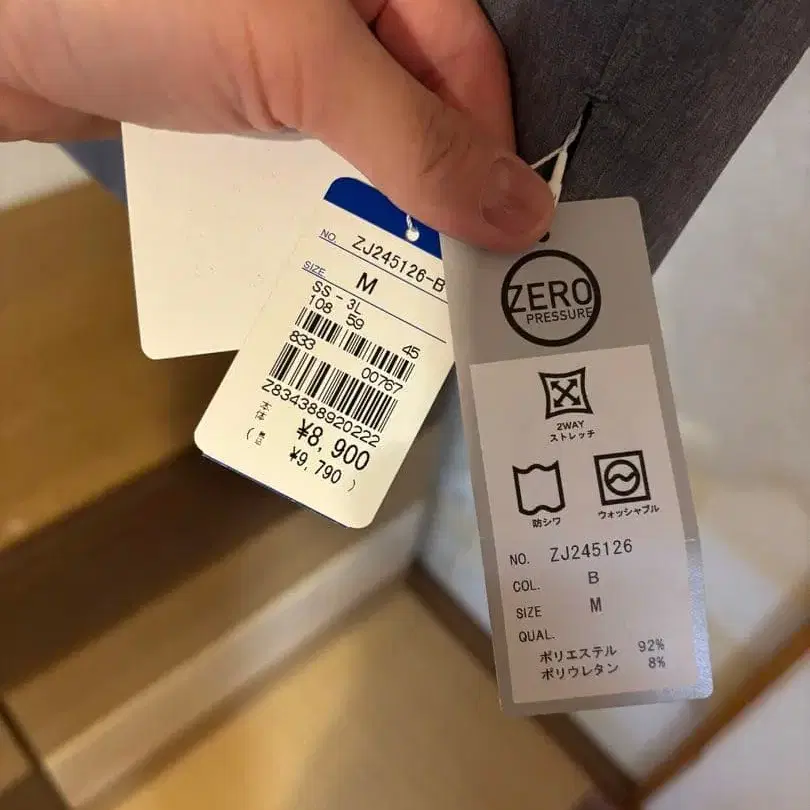 NO. ZJ245126-B
SIZE M
SS - 3L
108 59 45
833 00767
Z834388920222
本体 ¥8,900
(税込 ¥9,790)
ZERO
PRESSURE
2WAY
ストレッチ
防シワ ウォッシャブル
NO. ZJ245126
COL. B
SIZE M
QUAL.
ポリエステル 92%
ポリウレタン 8%